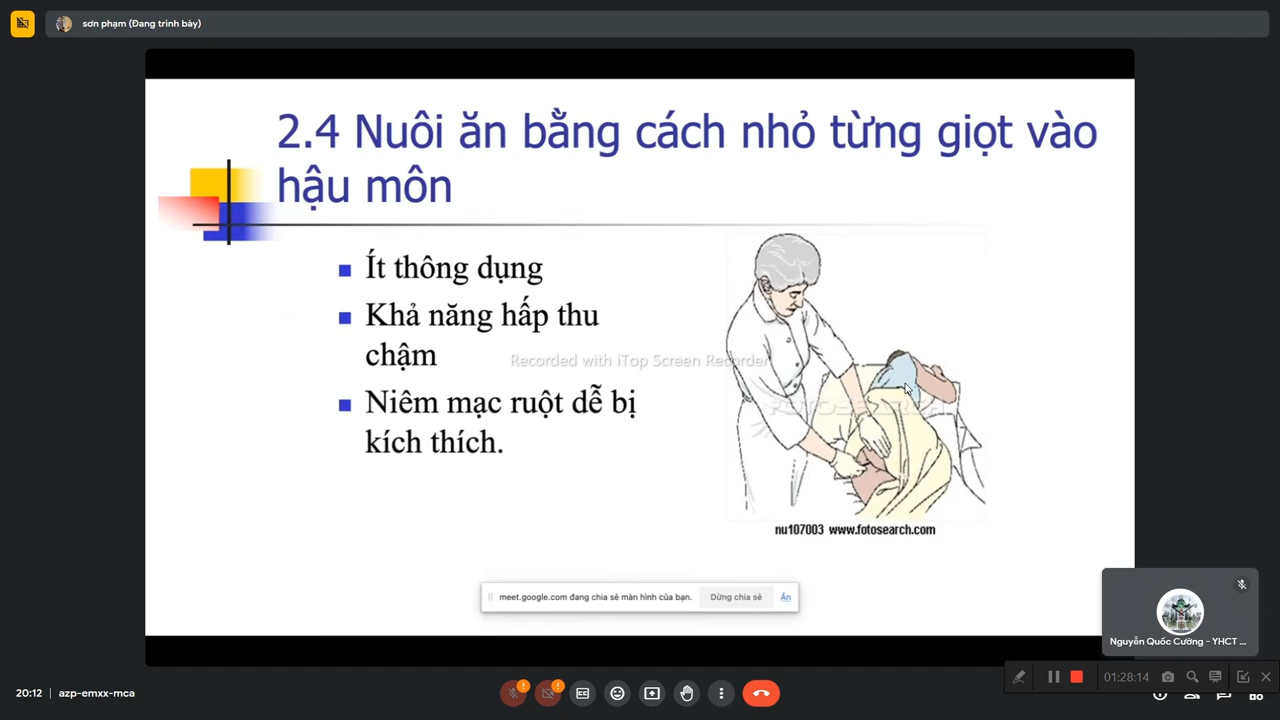 sơn phạm (Đang trình bày)
2.4 Nuôi ăn bằng cách nhỏ từng giọt vào
hậu môn
Ít thông dụng
Khả năng hấp thu
chậm
Recorded with iTop Screen Recorder
Niêm mạc ruột dễ bị
kích thích.
FOTOSEARCH
nu107003 www.fotosearch.com
meet.google.com đang chia sẻ màn hình của bạn.
Dừng chia sẻ
Ẩn
Nguyễn Quốc Cường - YHCT ...
20:12
azp-emxx-mca
01:28:14